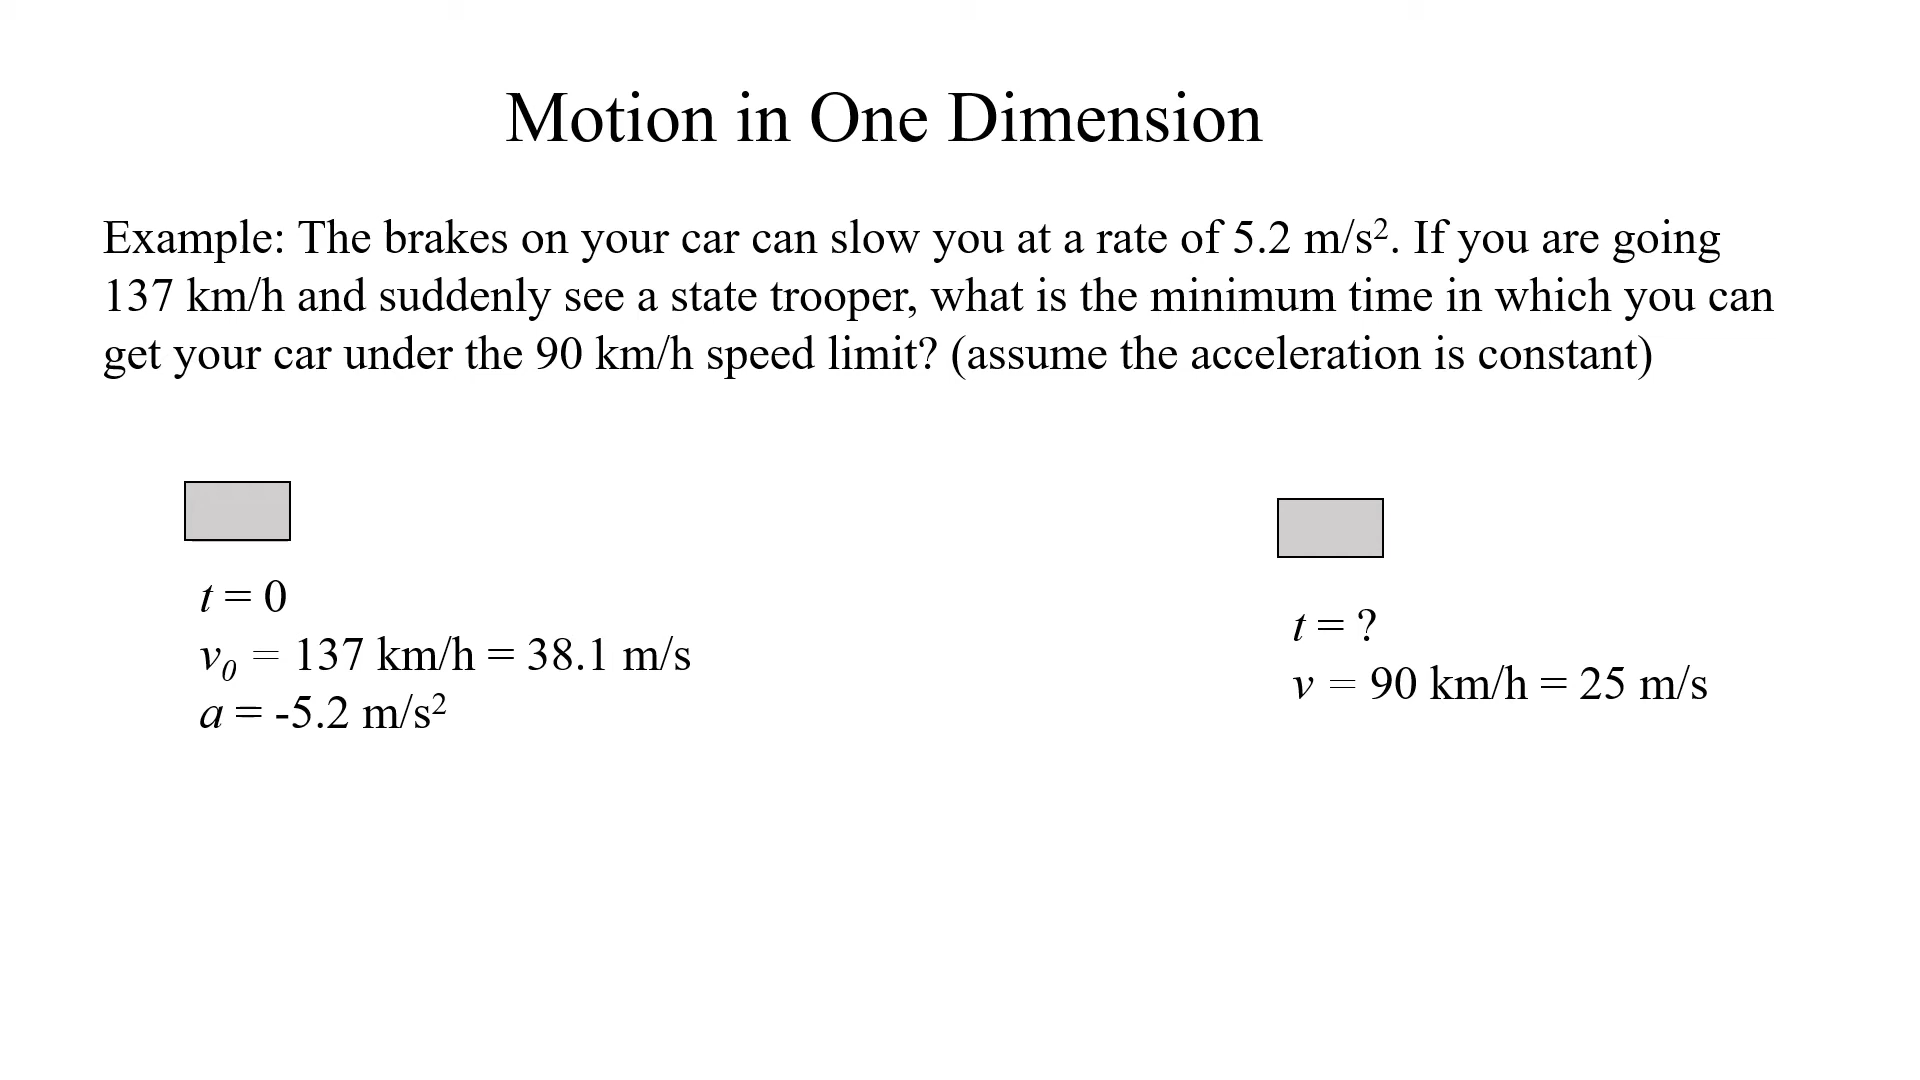 Motion in One Dimension
Example: The brakes on your car can slow you at a rate of 5.2 m/s². If you are going
137 km/h and suddenly see a state trooper, what is the minimum time in which you can
get your car under the 90 km/h speed limit? (assume the acceleration is constant)
t = 0
v₀ = 137 km/h = 38.1 m/s
a = -5.2 m/s²
t = ?
v = 90 km/h = 25 m/s